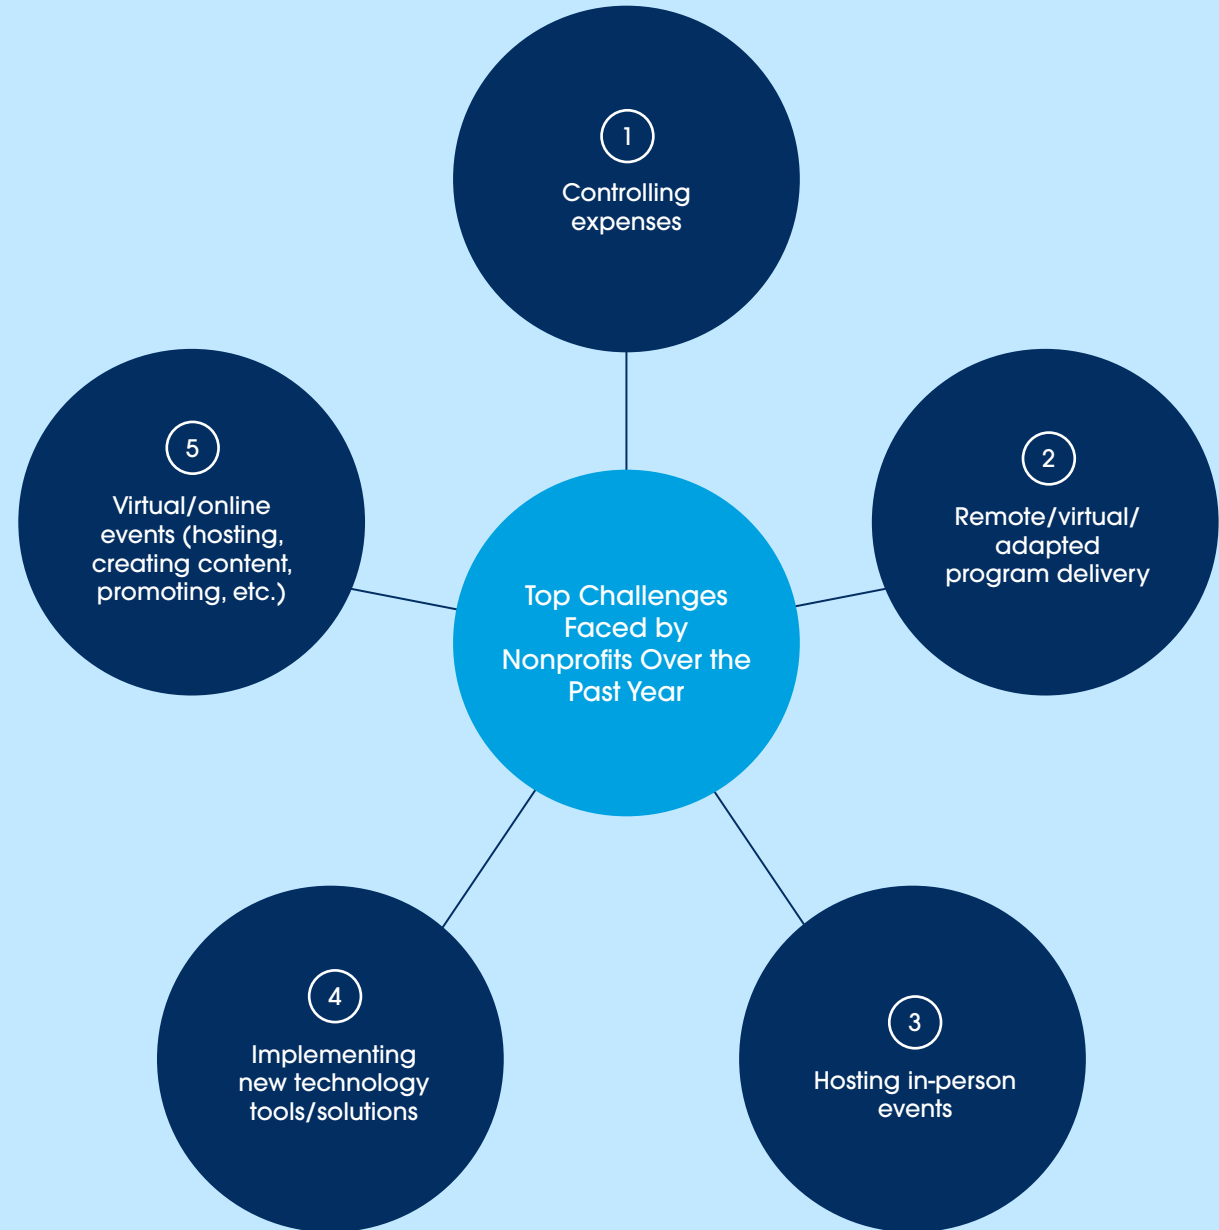 Top Challenges
Faced by
Nonprofits Over the
Past Year
1
Controlling
expenses
2
Remote/virtual/
adapted
program delivery
3
Hosting in-person
events
4
Implementing
new technology
tools/solutions
5
Virtual/online
events (hosting,
creating content,
promoting, etc.)